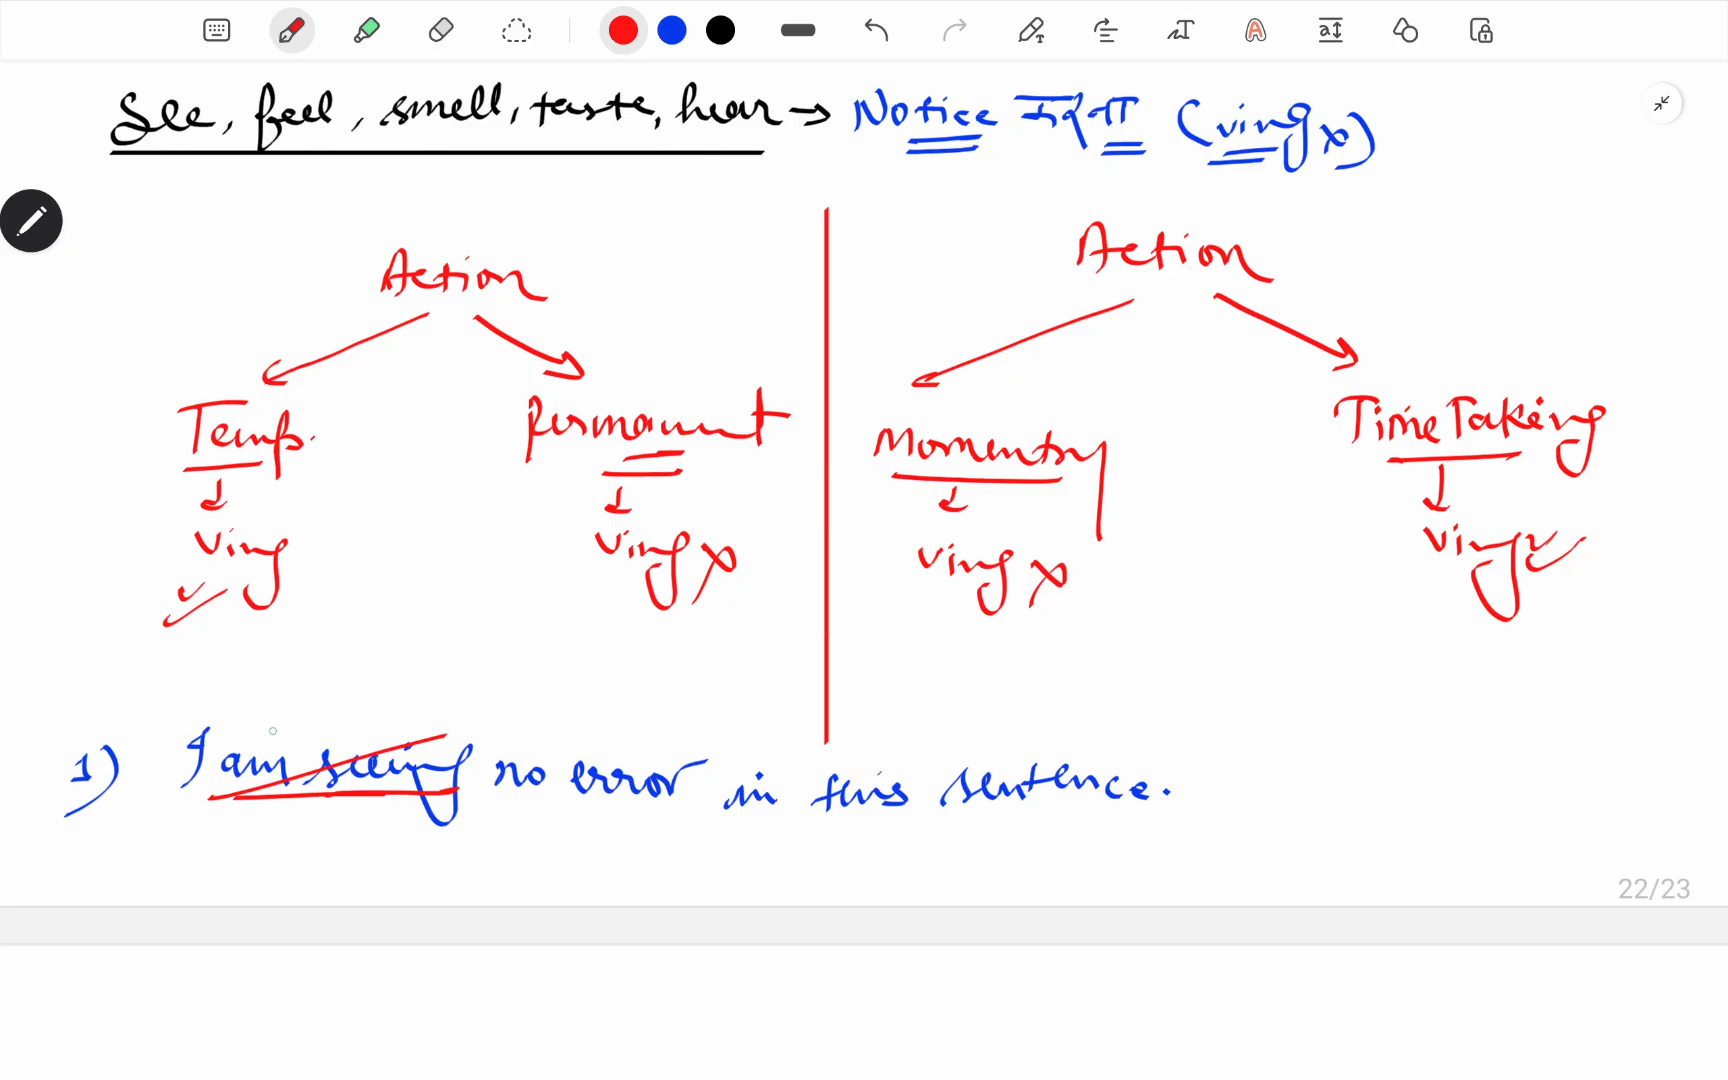 See, feel, smell, taste, hear → Notice करना (ving x)
Action
Temp.
↓
ving
✓
Permanent
↓
ving x
Action
Momentry
↓
ving x
Time Taking
↓
ving ✓
1) I am seeing no error in this sentence.
22/23